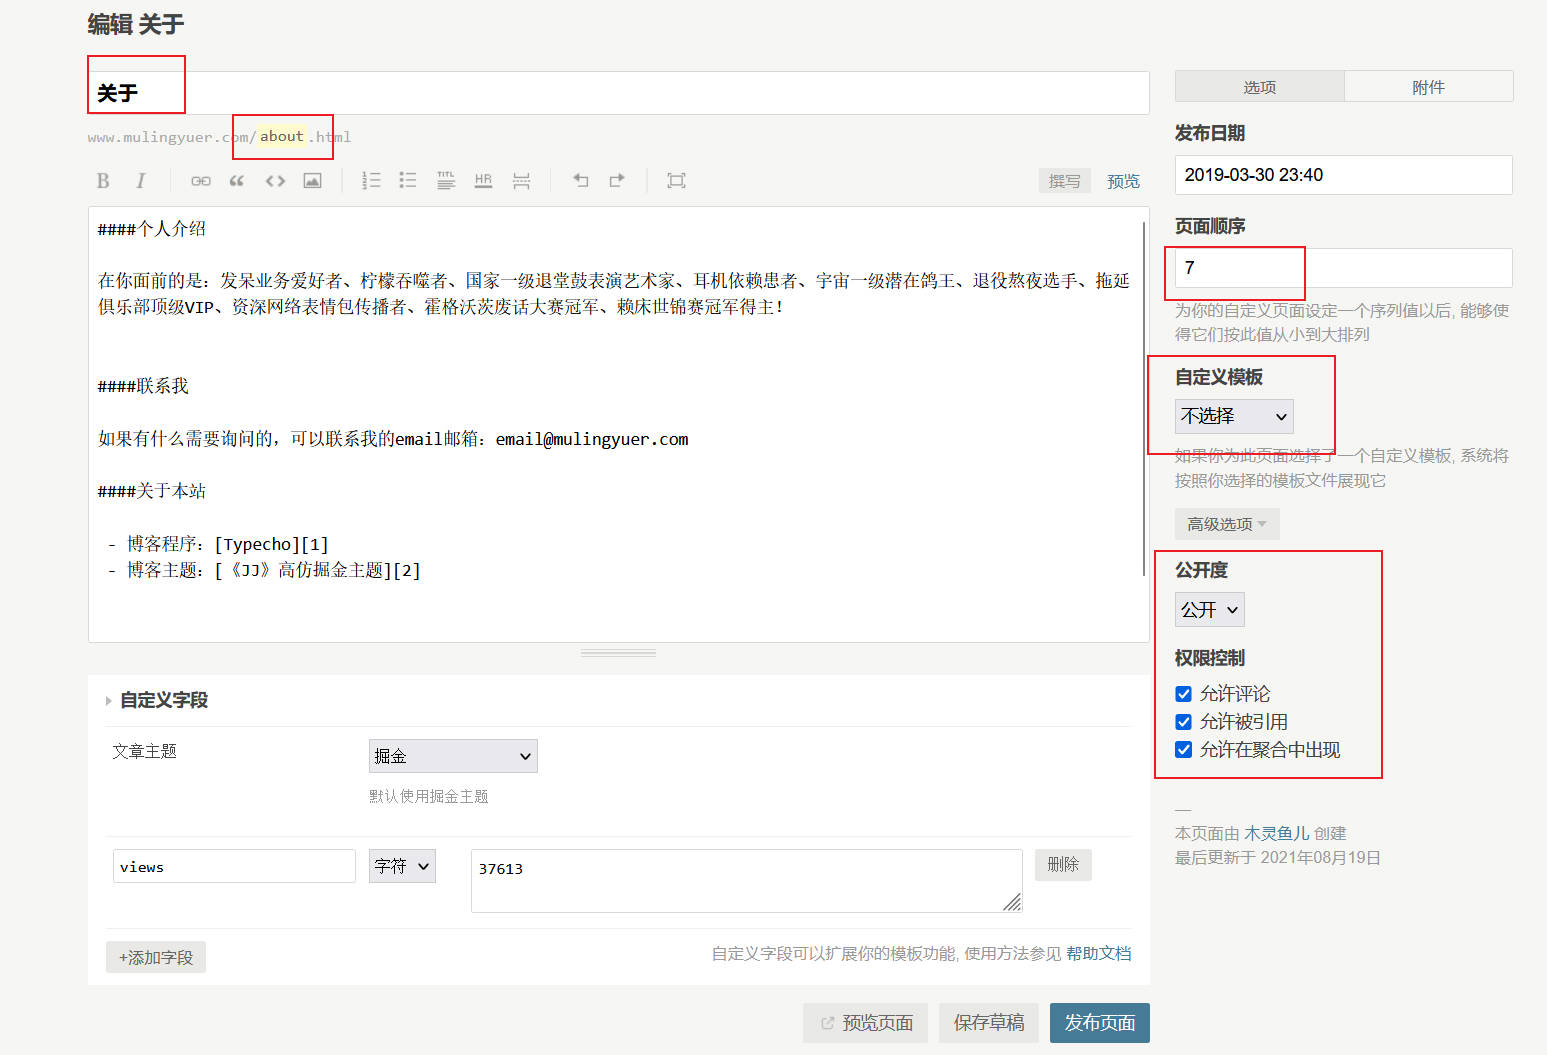 编辑 关于
关于
www.mulingyuer.com/about.html
B I TITL HR
撰写 预览
####个人介绍
在你面前的是: 发呆业务爱好者、柠檬吞噬者、国家一级退堂鼓表演艺术家、耳机依赖患者、宇宙一级潜在鸽王、退役熬夜选手、拖延
俱乐部顶级VIP、资深网络表情包传播者、霍格沃茨废话大赛冠军、赖床世锦赛冠军得主!
####联系我
如果有什么需要询问的, 可以联系我的email邮箱: email@mulingyuer.com
####关于本站
- 博客程序: [Typecho][1]
- 博客主题: [《JJ》高仿掘金主题][2]
自定义字段
文章主题
掘金
默认使用掘金主题
views
字符
37613
删除
+添加字段
自定义字段可以扩展你的模板功能, 使用方法参见 帮助文档
预览页面
保存草稿
发布页面
选项
附件
发布日期
2019-03-30 23:40
页面顺序
7
为你的自定义页面设定一个序列值以后, 能够使
得它们按此值从小到大排列
自定义模板
不选择
如果你为此页面选择了一个自定义模板, 系统将
按照你选择的模板文件展现它
高级选项
公开度
公开
权限控制
允许评论
允许被引用
允许在聚合中出现
—
本页面由 木灵鱼儿 创建
最后更新于 2021年08月19日